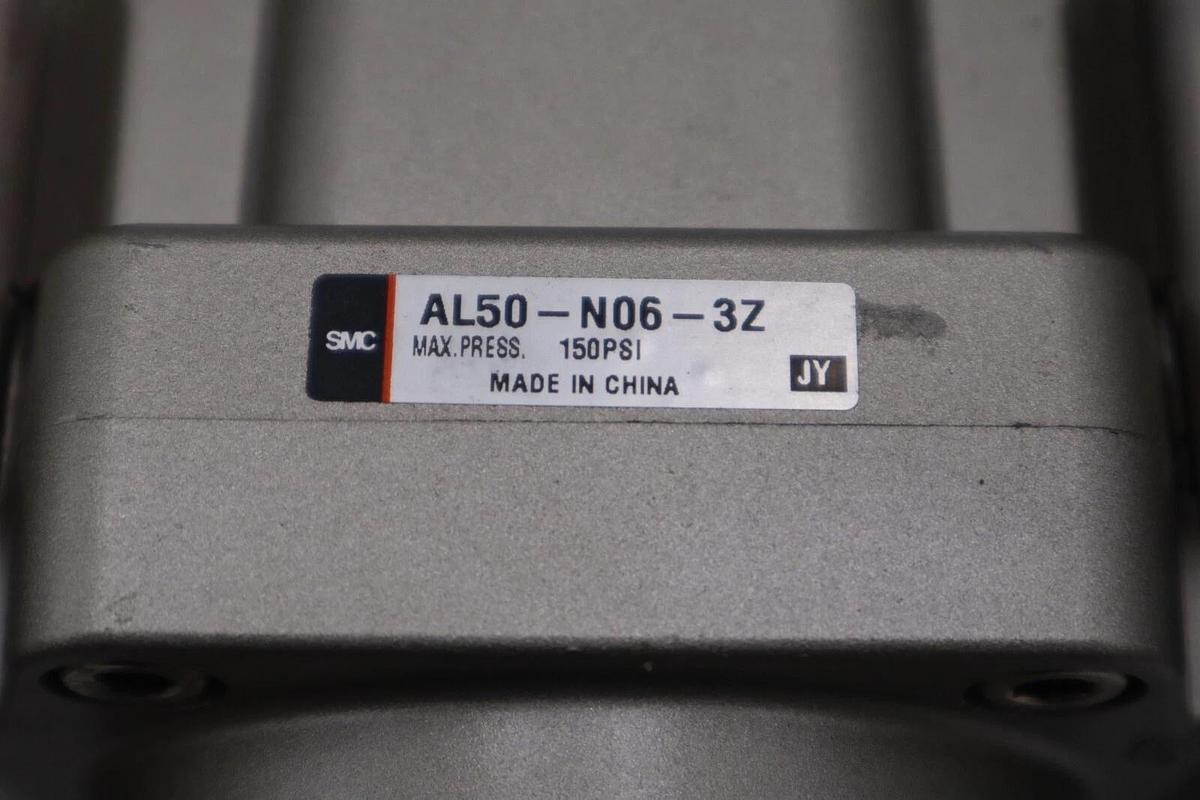 SMC
AL50-N06-3Z
MAX.PRESS. 150PSI
MADE IN CHINA
JY